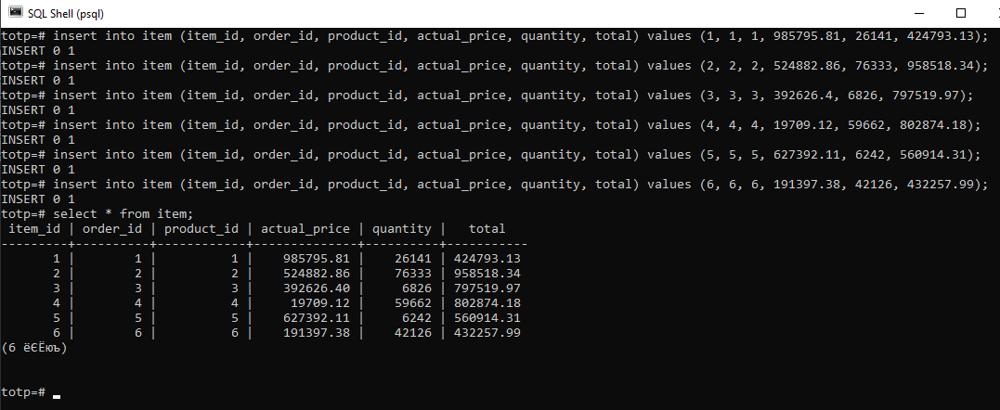 SQL Shell (psql)
totp=# insert into item (item_id, order_id, product_id, actual_price, quantity, total) values (1, 1, 1, 985795.81, 26141, 424793.13);
INSERT 0 1
totp=# insert into item (item_id, order_id, product_id, actual_price, quantity, total) values (2, 2, 2, 524882.86, 76333, 958518.34);
INSERT 0 1
totp=# insert into item (item_id, order_id, product_id, actual_price, quantity, total) values (3, 3, 3, 392626.4, 6826, 797519.97);
INSERT 0 1
totp=# insert into item (item_id, order_id, product_id, actual_price, quantity, total) values (4, 4, 4, 19709.12, 59662, 802874.18);
INSERT 0 1
totp=# insert into item (item_id, order_id, product_id, actual_price, quantity, total) values (5, 5, 5, 627392.11, 6242, 560914.31);
INSERT 0 1
totp=# insert into item (item_id, order_id, product_id, actual_price, quantity, total) values (6, 6, 6, 191397.38, 42126, 432257.99);
INSERT 0 1
totp=# select * from item;
 item_id | order_id | product_id | actual_price | quantity |   total
---------+----------+------------+--------------+----------+-----------
       1 |        1 |          1 |    985795.81 |    26141 | 424793.13
       2 |        2 |          2 |    524882.86 |    76333 | 958518.34
       3 |        3 |          3 |    392626.40 |     6826 | 797519.97
       4 |        4 |          4 |     19709.12 |    59662 | 802874.18
       5 |        5 |          5 |    627392.11 |     6242 | 560914.31
       6 |        6 |          6 |    191397.38 |    42126 | 432257.99
(6 ёЄЁюъ)
totp=#